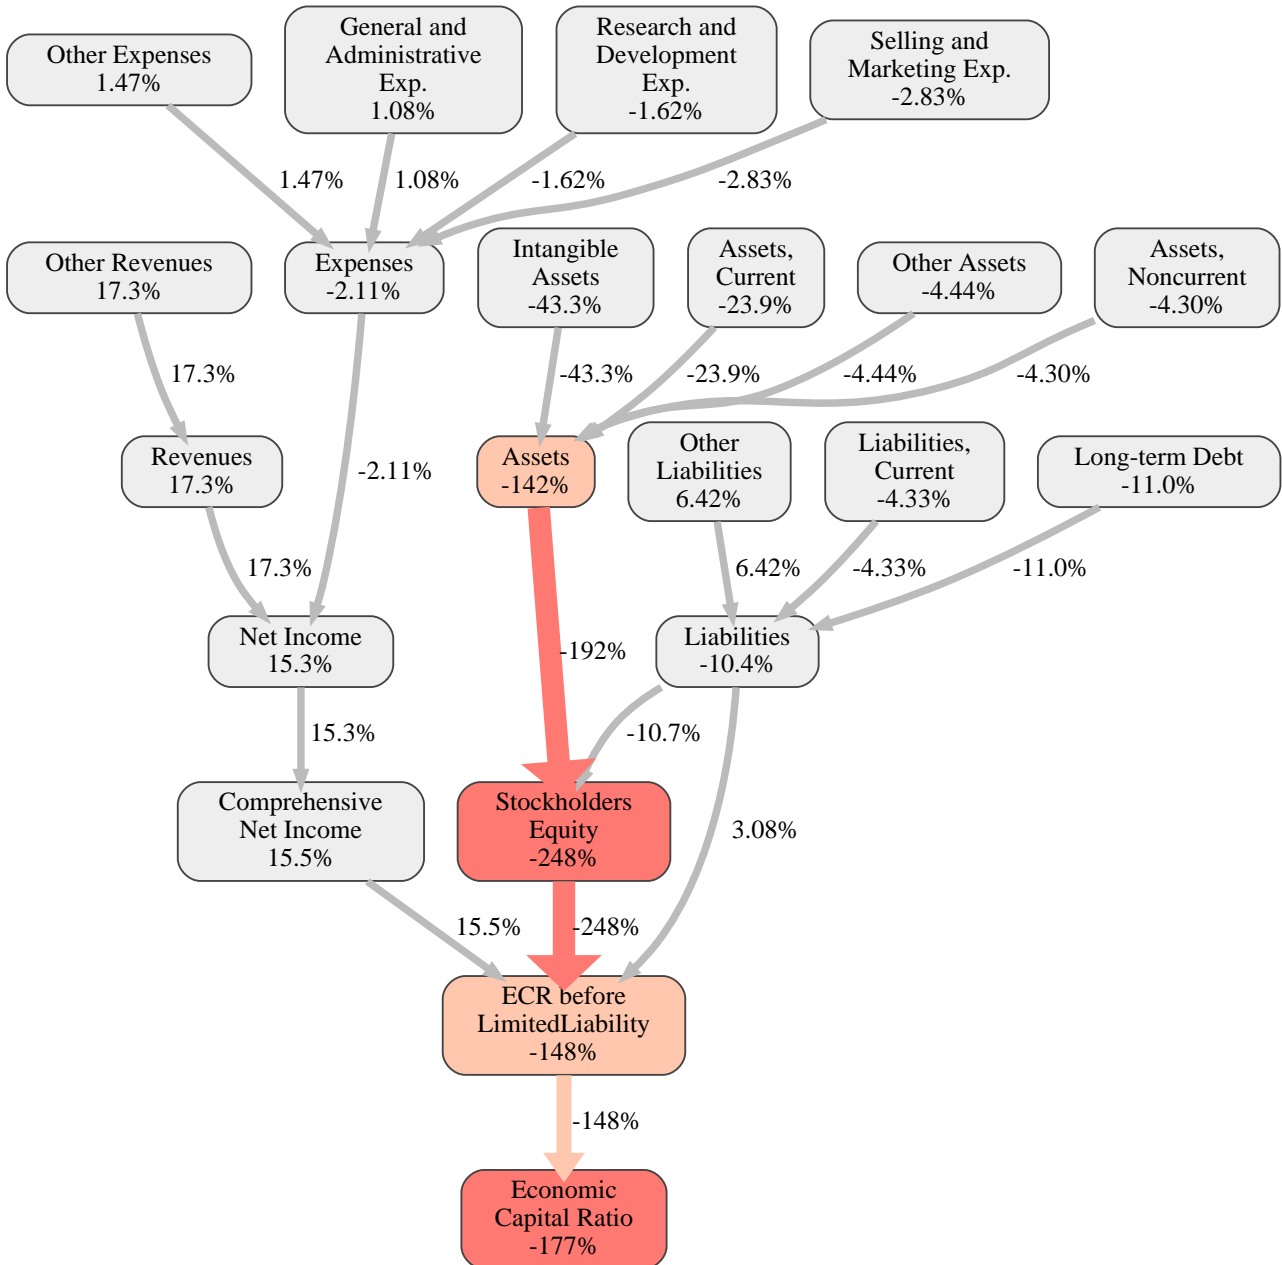 Other Expenses
1.47%
General and
Administrative
Exp.
1.08%
Research and
Development
Exp.
-1.62%
Selling and
Marketing Exp.
-2.83%
1.47%
1.08%
-1.62%
-2.83%
Other Revenues
17.3%
Expenses
-2.11%
Intangible
Assets
-43.3%
Assets,
Current
-23.9%
Other Assets
-4.44%
Assets,
Noncurrent
-4.30%
17.3%
-43.3%
-23.9%
-4.44%
-4.30%
Revenues
17.3%
-2.11%
Assets
-142%
Other
Liabilities
6.42%
Liabilities,
Current
-4.33%
Long-term Debt
-11.0%
17.3%
6.42%
-4.33%
-11.0%
Net Income
15.3%
-192%
Liabilities
-10.4%
15.3%
-10.7%
Comprehensive
Net Income
15.5%
Stockholders
Equity
-248%
3.08%
15.5%
-248%
ECR before
LimitedLiability
-148%
-148%
Economic
Capital Ratio
-177%